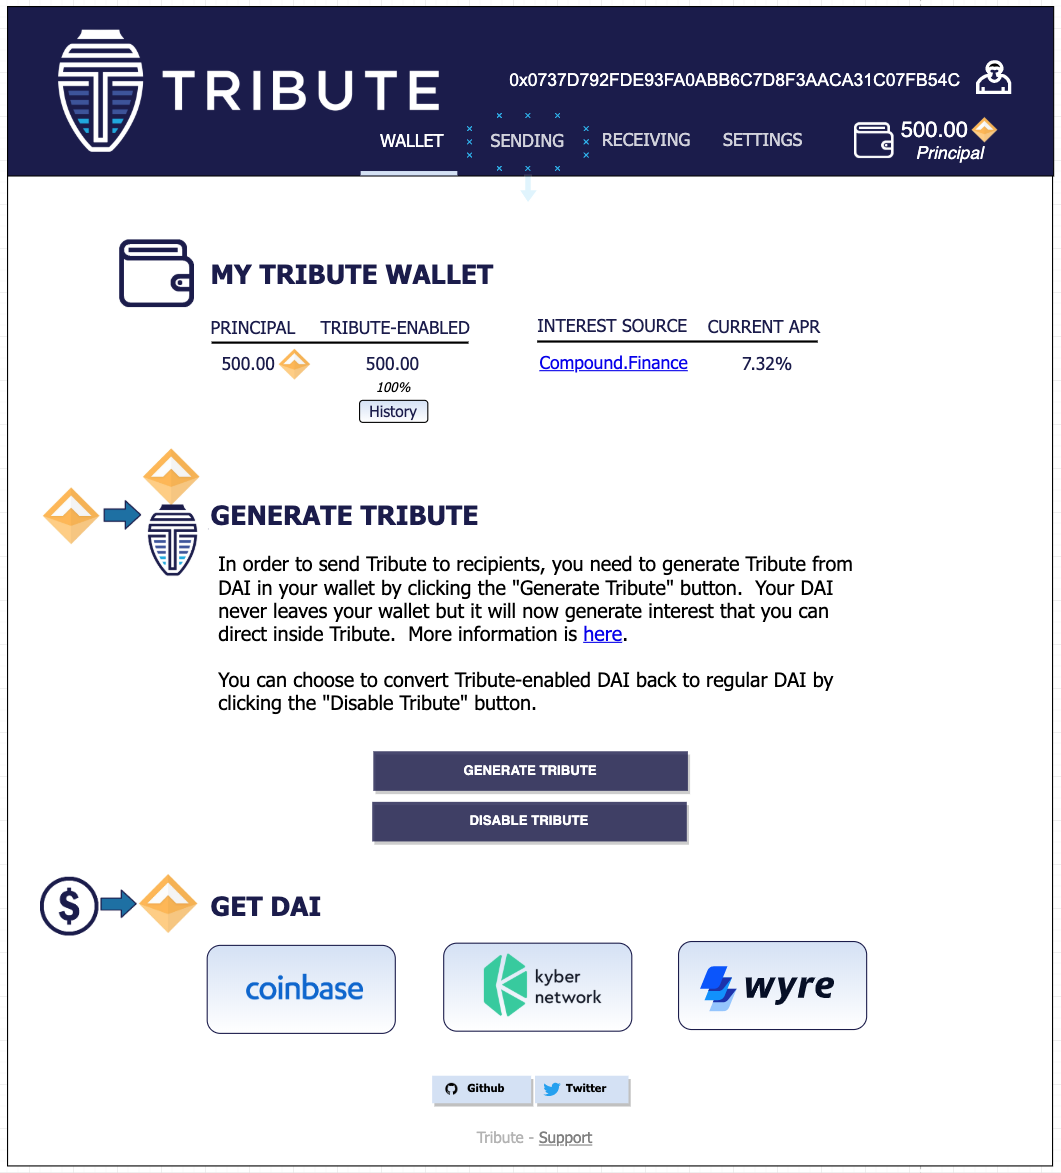 TRIBUTE
0x0737D792FDE93FA0ABB6C7D8F3AACA31C07FB54C
WALLET SENDING RECEIVING SETTINGS
500.00
Principal
MY TRIBUTE WALLET
PRINCIPAL TRIBUTE-ENABLED INTEREST SOURCE CURRENT APR
500.00 500.00 Compound.Finance 7.32%
100%
History
GENERATE TRIBUTE
In order to send Tribute to recipients, you need to generate Tribute from
DAI in your wallet by clicking the "Generate Tribute" button. Your DAI
never leaves your wallet but it will now generate interest that you can
direct inside Tribute. More information is here.
You can choose to convert Tribute-enabled DAI back to regular DAI by
clicking the "Disable Tribute" button.
GENERATE TRIBUTE
DISABLE TRIBUTE
$
GET DAI
coinbase
kyber
network
wyre
Github Twitter
Tribute - Support